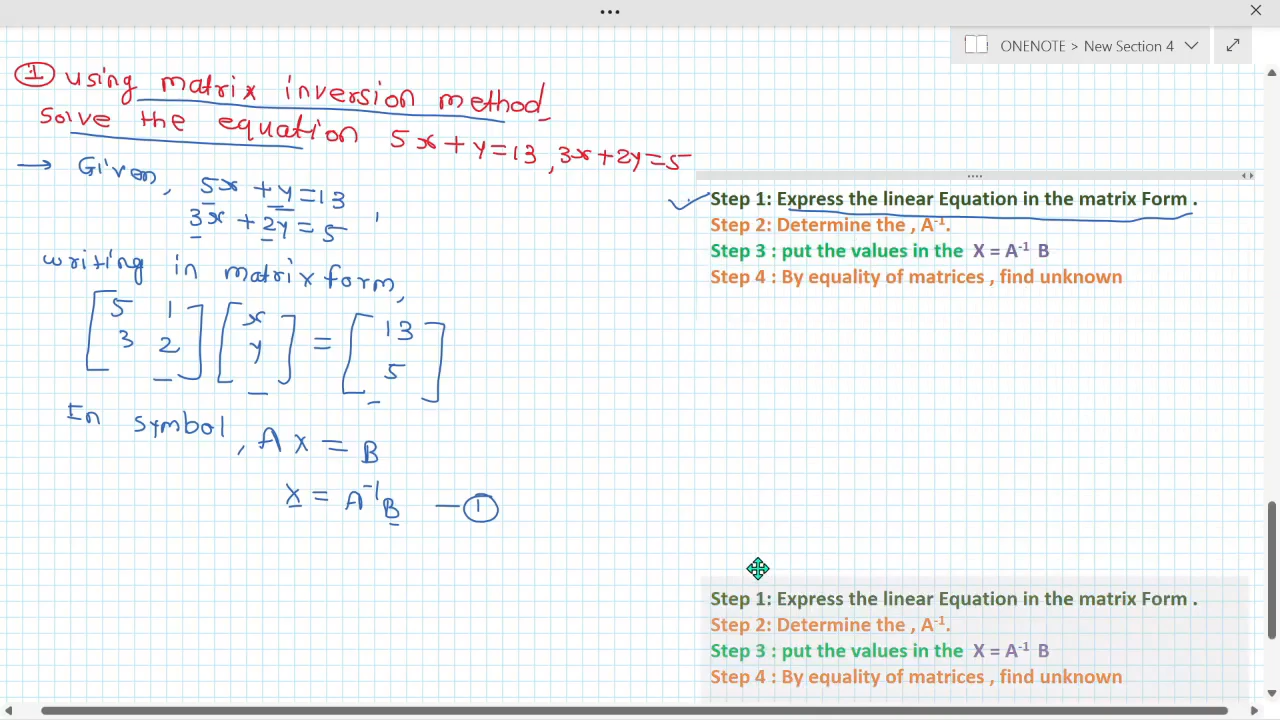 ONENOTE > New Section 4
① using matrix inversion method
solve the equation 5x + y = 13, 3x + 2y = 5
→ Given, 5x + y = 13
3x + 2y = 5
writing in matrix form,
[ 5 1 ] [ x ] = [ 13 ]
[ 3 2 ] [ y ] [ 5 ]
In symbol, A X = B
X = A⁻¹B — ①
Step 1: Express the linear Equation in the matrix Form .
Step 2: Determine the , A⁻¹.
Step 3 : put the values in the X = A⁻¹ B
Step 4 : By equality of matrices , find unknown
Step 1: Express the linear Equation in the matrix Form .
Step 2: Determine the , A⁻¹.
Step 3 : put the values in the X = A⁻¹ B
Step 4 : By equality of matrices , find unknown